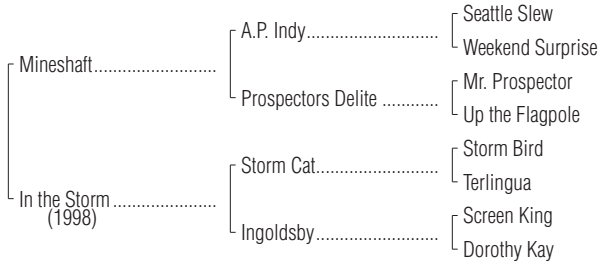 Seattle Slew
A.P. Indy..............................
Weekend Surprise
Mineshaft............................
Mr. Prospector
Prospectors Delite .............
Up the Flagpole
Storm Bird
Storm Cat............................
Terlingua
In the Storm ........................
(1998)
Screen King
Ingoldsby............................
Dorothy Kay